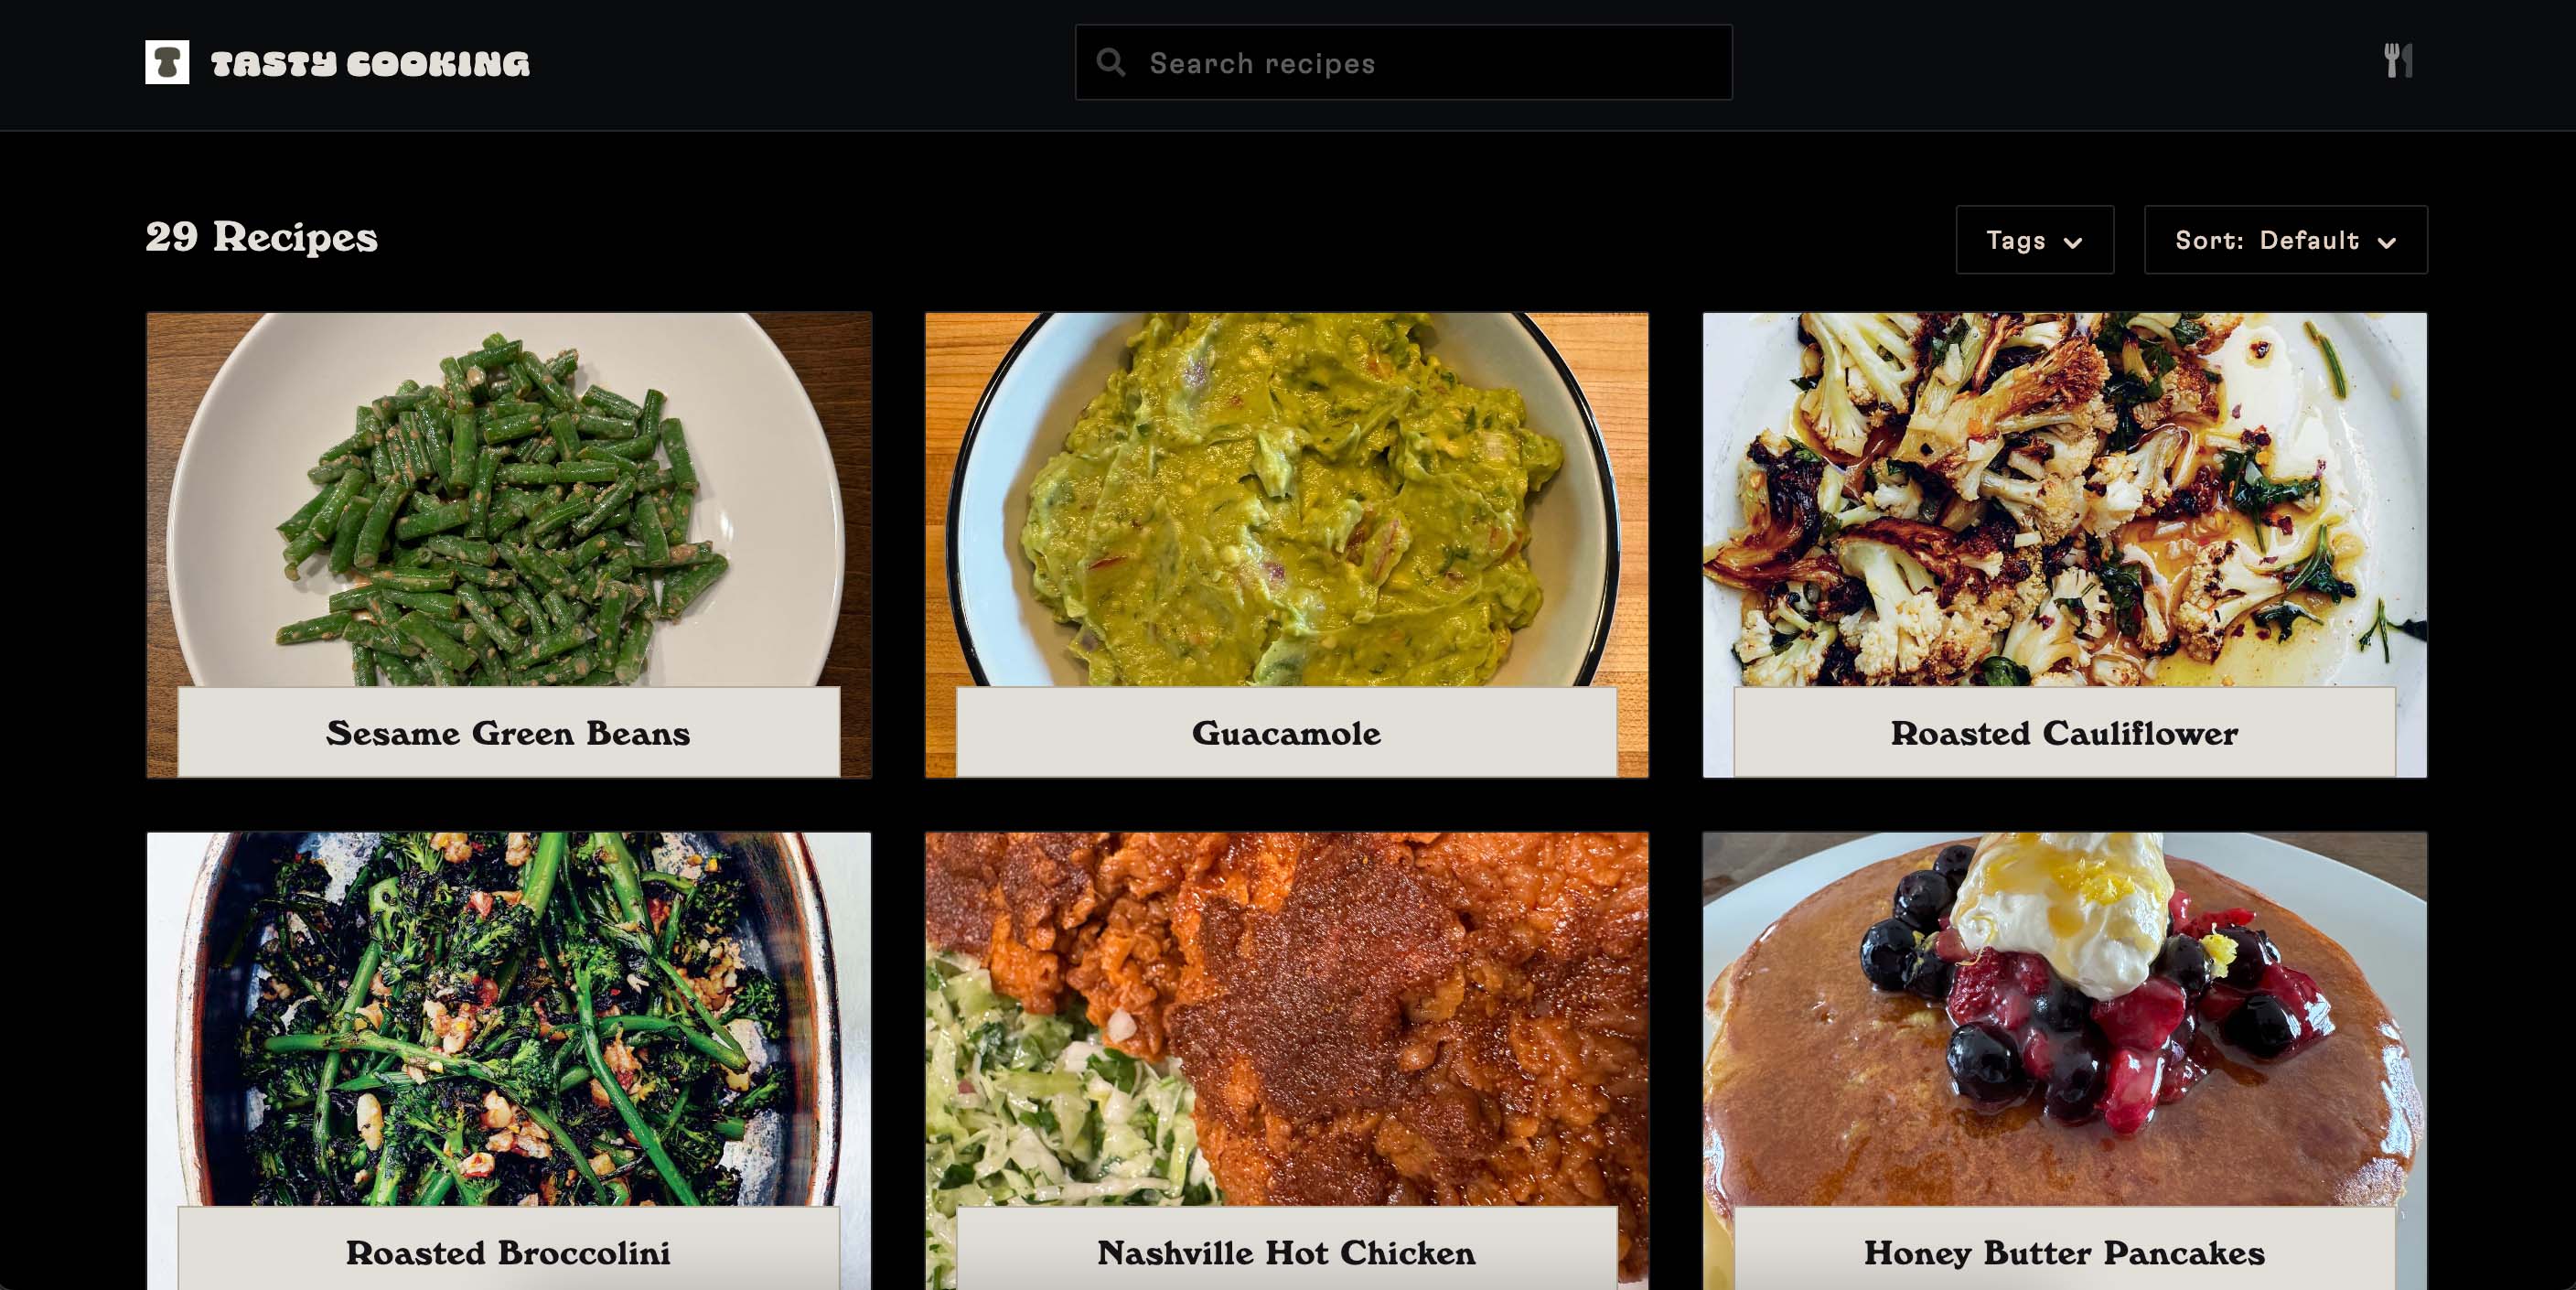 T TASTY COOKING
Search recipes
29 Recipes
Tags
Sort: Default
Sesame Green Beans
Guacamole
Roasted Cauliflower
Roasted Broccolini
Nashville Hot Chicken
Honey Butter Pancakes